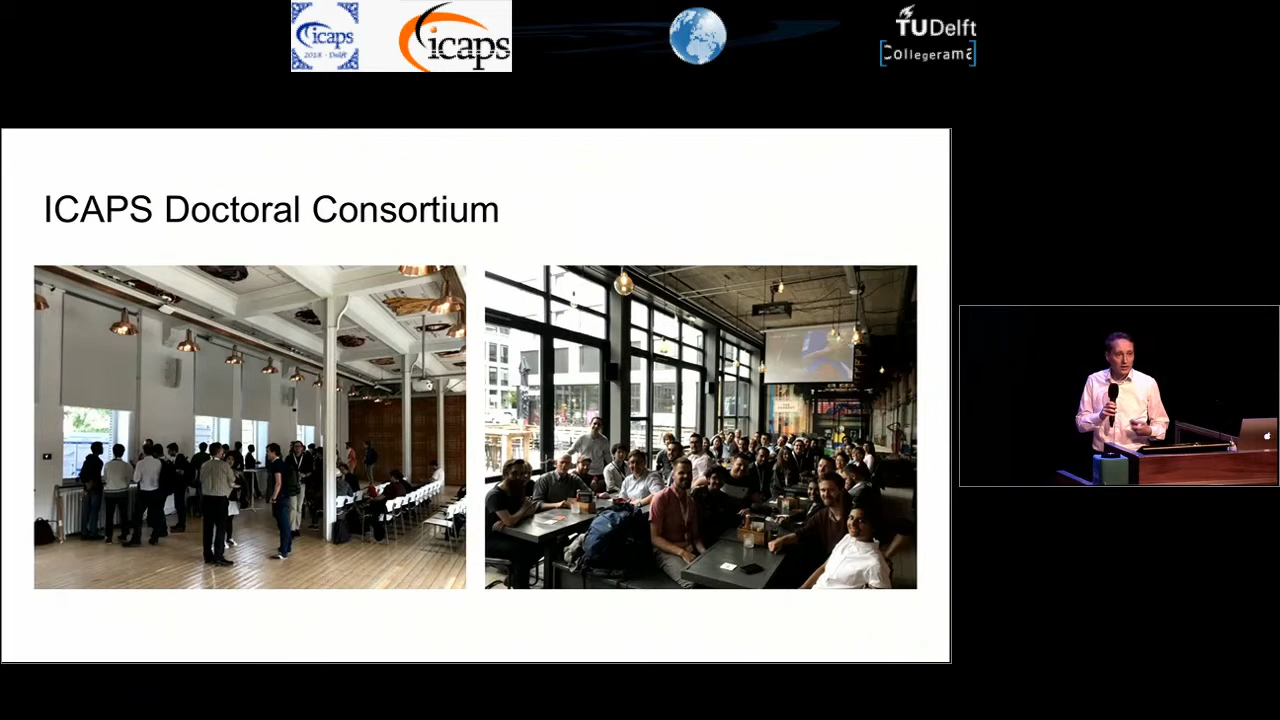 icaps
2018 - Delft
icaps
TUDelft
Collegerama
ICAPS Doctoral Consortium